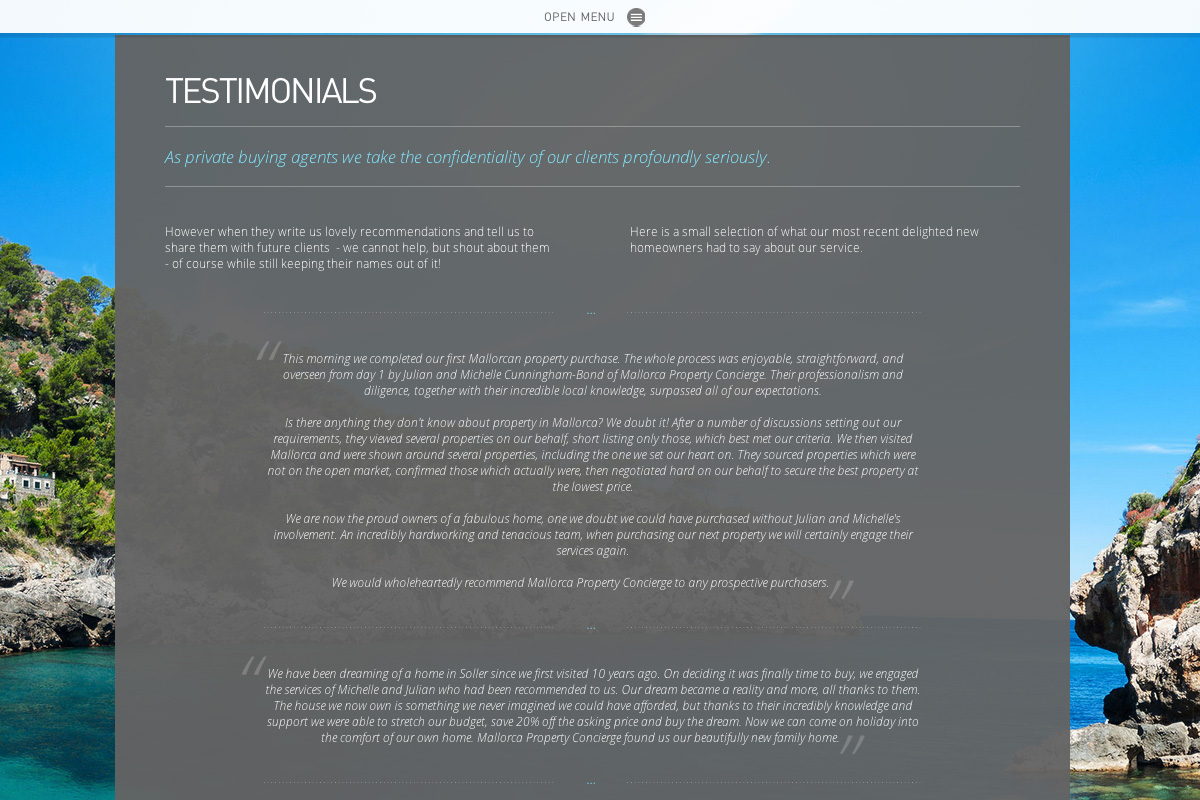 OPEN MENU
TESTIMONIALS
As private buying agents we take the confidentiality of our clients profoundly seriously.
However when they write us lovely recommendations and tell us to
share them with future clients  - we cannot help, but shout about them
- of course while still keeping their names out of it!
Here is a small selection of what our most recent delighted new
homeowners had to say about our service.
"This morning we completed our first Mallorcan property purchase. The whole process was enjoyable, straightforward, and
overseen from day 1 by Julian and Michelle Cunningham-Bond of Mallorca Property Concierge. Their professionalism and
diligence, together with their incredible local knowledge, surpassed all of our expectations.
Is there anything they don't know about property in Mallorca? We doubt it! After a number of discussions setting out our
requirements, they viewed several properties on our behalf, short listing only those, which best met our criteria. We then visited
Mallorca and were shown around several properties, including the one we set our heart on. They sourced properties which were
not on the open market, confirmed those which actually were, then negotiated hard on our behalf to secure the best property at
the lowest price.
We are now the proud owners of a fabulous home, one we doubt we could have purchased without Julian and Michelle's
involvement. An incredibly hardworking and tenacious team, when purchasing our next property we will certainly engage their
services again.
We would wholeheartedly recommend Mallorca Property Concierge to any prospective purchasers."
"We have been dreaming of a home in Soller since we first visited 10 years ago. On deciding it was finally time to buy, we engaged
the services of Michelle and Julian who had been recommended to us. Our dream became a reality and more, all thanks to them.
The house we now own is something we never imagined we could have afforded, but thanks to their incredibly knowledge and
support we were able to stretch our budget, save 20% off the asking price and buy the dream. Now we can come on holiday into
the comfort of our own home. Mallorca Property Concierge found us our beautifully new family home."